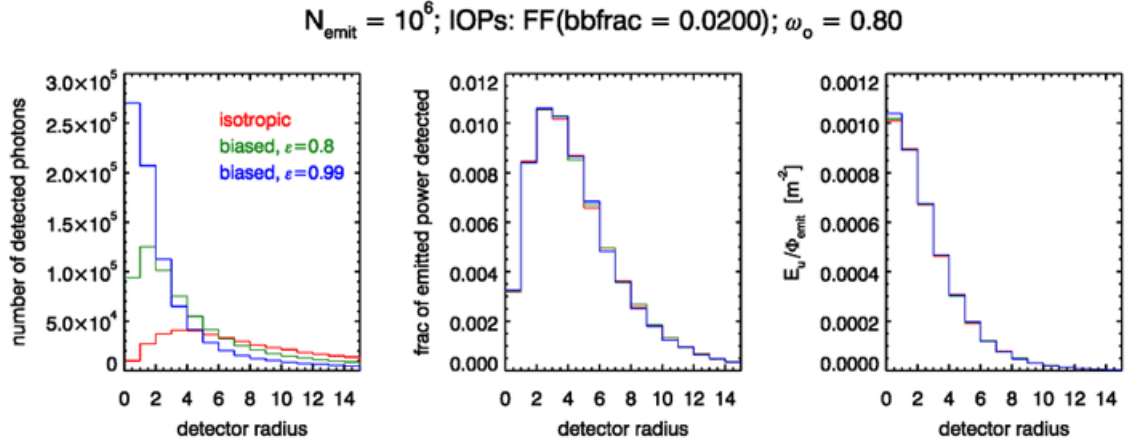 N_emit = 10^6; IOPs: FF(bbfrac = 0.0200); ω_o = 0.80
number of detected photons
3.0×10^5
2.5×10^5
2.0×10^5
1.5×10^5
1.0×10^5
5.0×10^4
0
isotropic
biased, ε=0.8
biased, ε=0.99
0 2 4 6 8 10 12 14
detector radius
frac of emitted power detected
0.012
0.010
0.008
0.006
0.004
0.002
0.000
0 2 4 6 8 10 12 14
detector radius
E_u/Φ_emit [m^-2]
0.0012
0.0010
0.0008
0.0006
0.0004
0.0002
0.0000
0 2 4 6 8 10 12 14
detector radius